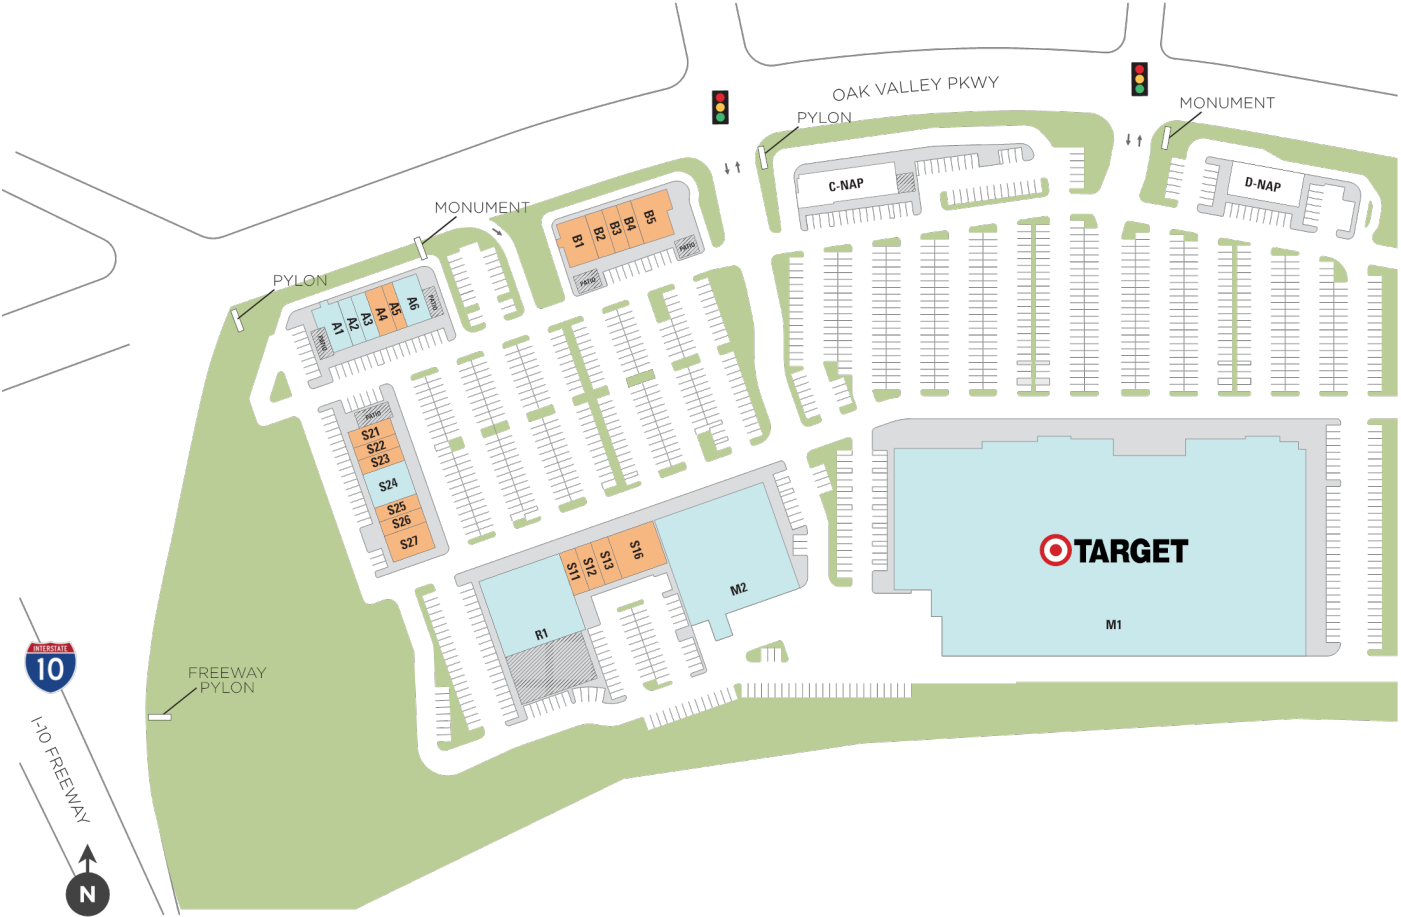 OAK VALLEY PKWY
MONUMENT
PYLON
C-NAP
D-NAP
MONUMENT
B1
B2
B3
B4
B5
PATIO
PATIO
PYLON
A1
A2
A3
A4
A5
A6
PATIO
PATIO
PATIO
S21
S22
S23
S24
S25
S26
S27
S11
S12
S13
S16
M2
R1
TARGET
M1
INTERSTATE
10
FREEWAY
PYLON
I-10 FREEWAY
N